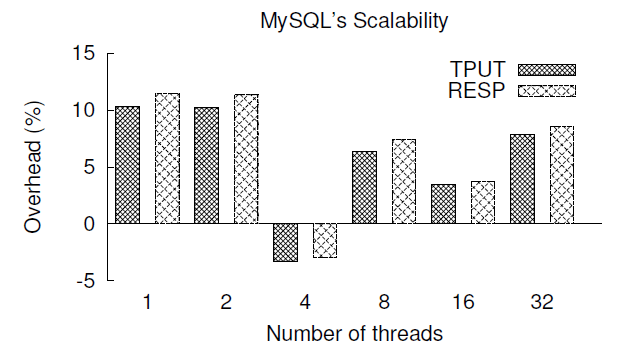 MySQL's Scalability
TPUT
RESP
Overhead (%)
15
10
5
0
-5
1 2 4 8 16 32
Number of threads